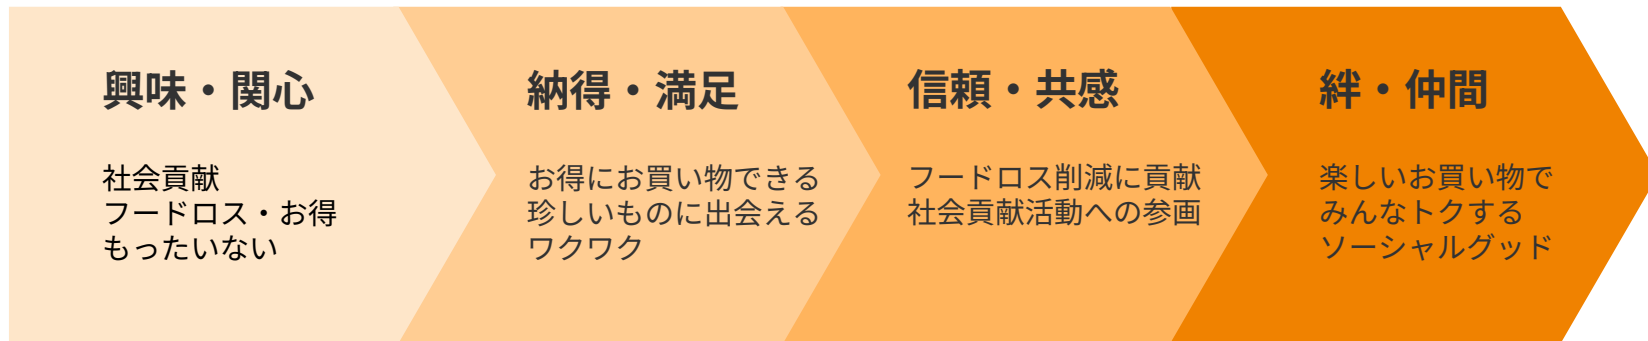 興味・関心
社会貢献
フードロス・お得
もったいない
納得・満足
お得にお買い物できる
珍しいものに出会える
ワクワク
信頼・共感
フードロス削減に貢献
社会貢献活動への参画
絆・仲間
楽しいお買い物で
みんなトクする
ソーシャルグッド